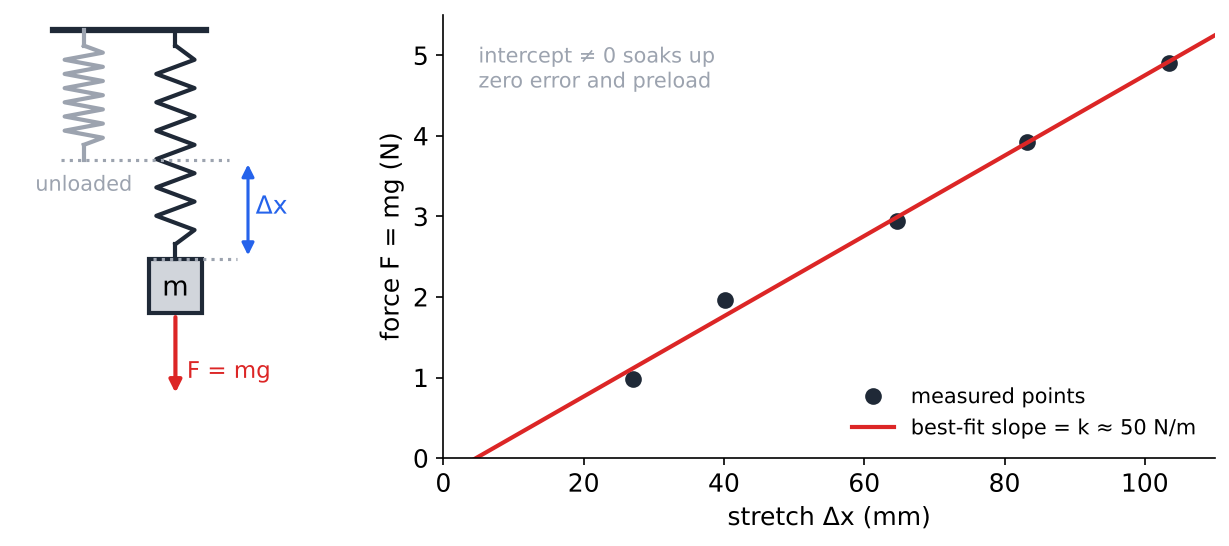 unloaded
Δx
m
F = mg
intercept ≠ 0 soaks up
zero error and preload
force F = mg (N)
5
4
3
2
1
0
0 20 40 60 80 100
stretch Δx (mm)
measured points
best-fit slope = k ≈ 50 N/m